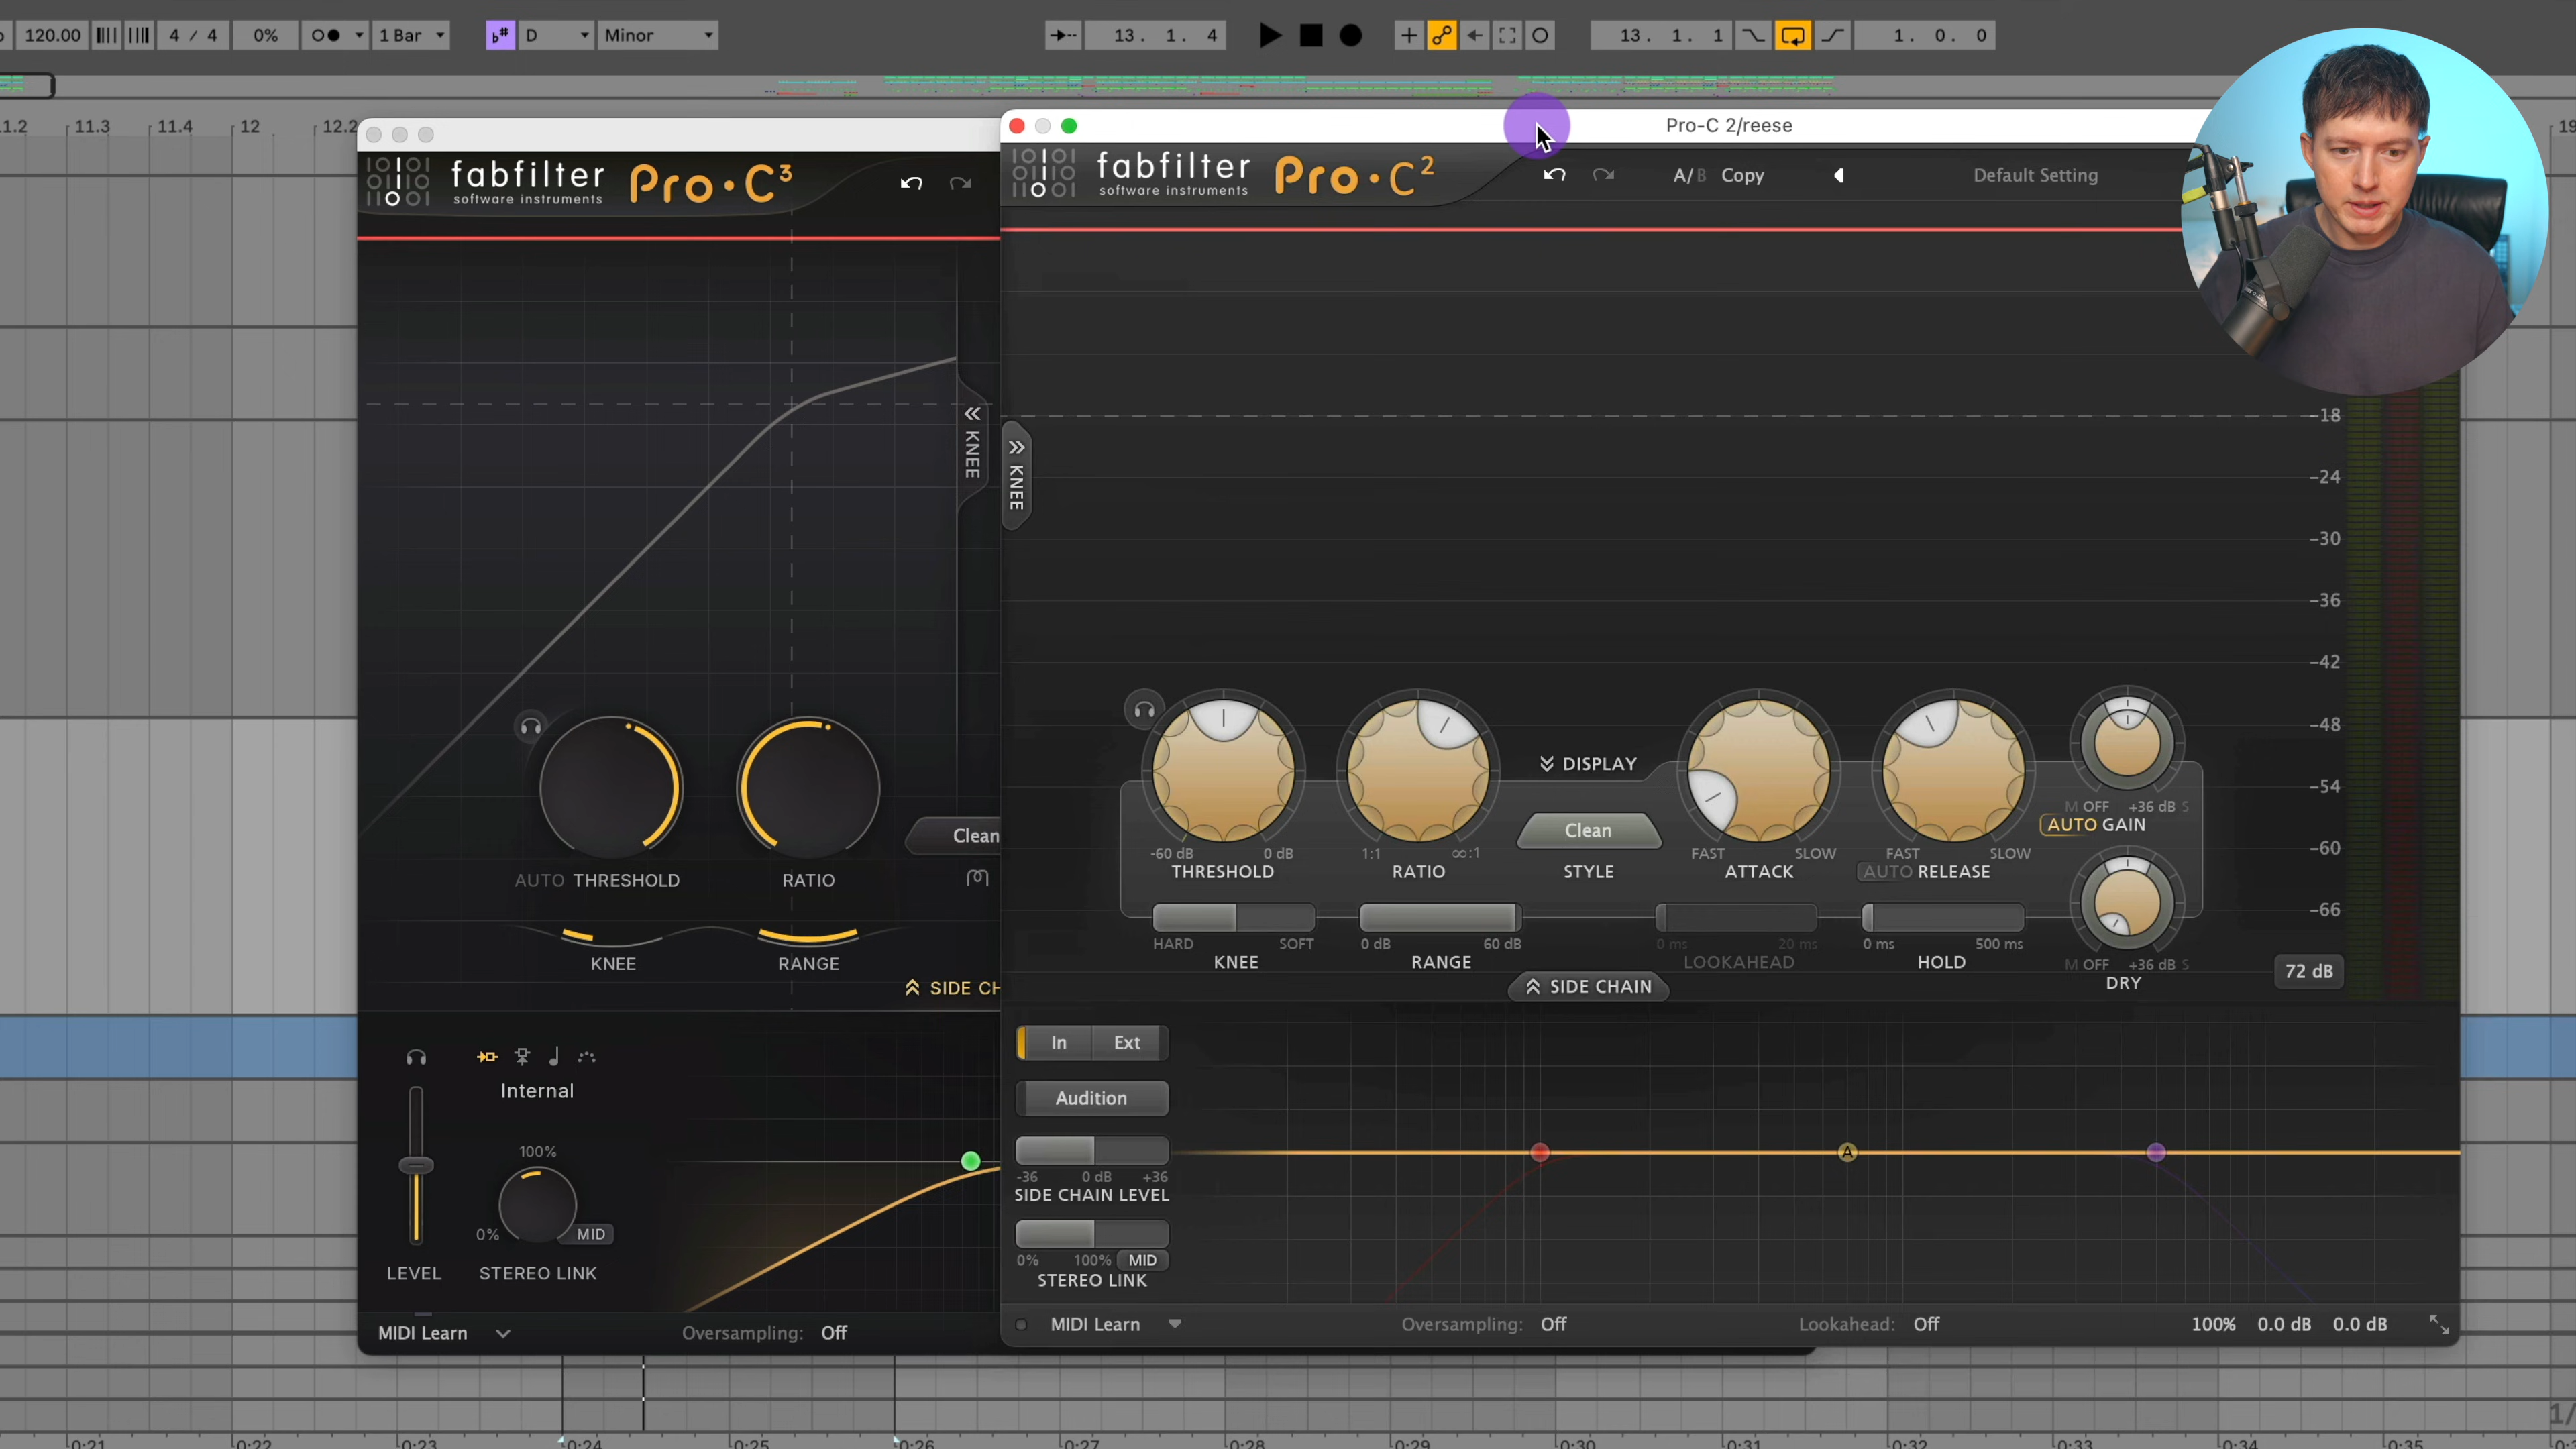 120.00 4 / 4 0% 1 Bar D Minor 13. 1. 4 13. 1. 1 1. 0. 0
11.2 11.3 11.4 12 12.2 19
Pro-C 2/reese
fabfilter Pro·C³
software instruments
fabfilter Pro·C²
software instruments
A/B Copy Default Setting
KNEE
KNEE
-18
-24
-30
-36
-42
-48
-54
-60
-66
72 dB
AUTO THRESHOLD RATIO
Clean
KNEE RANGE
SIDE CH
Internal
100%
0% MID
LEVEL STEREO LINK
MIDI Learn Oversampling: Off
DISPLAY
-60 dB 0 dB 1:1 ∞:1 Clean FAST SLOW FAST SLOW
THRESHOLD RATIO STYLE ATTACK AUTO RELEASE
M OFF +36 dB S
AUTO GAIN
HARD SOFT 0 dB 60 dB 0 ms 20 ms 0 ms 500 ms
KNEE RANGE LOOKAHEAD HOLD
M OFF +36 dB S
DRY
SIDE CHAIN
In Ext
Audition
-36 0 dB +36
SIDE CHAIN LEVEL
A
0% 100% MID
STEREO LINK
MIDI Learn Oversampling: Off Lookahead: Off 100% 0.0 dB 0.0 dB
1/
0:21 0:22 0:23 0:24 0:25 0:26 0:27 0:28 0:29 0:30 0:31 0:32 0:33 0:34 0:35